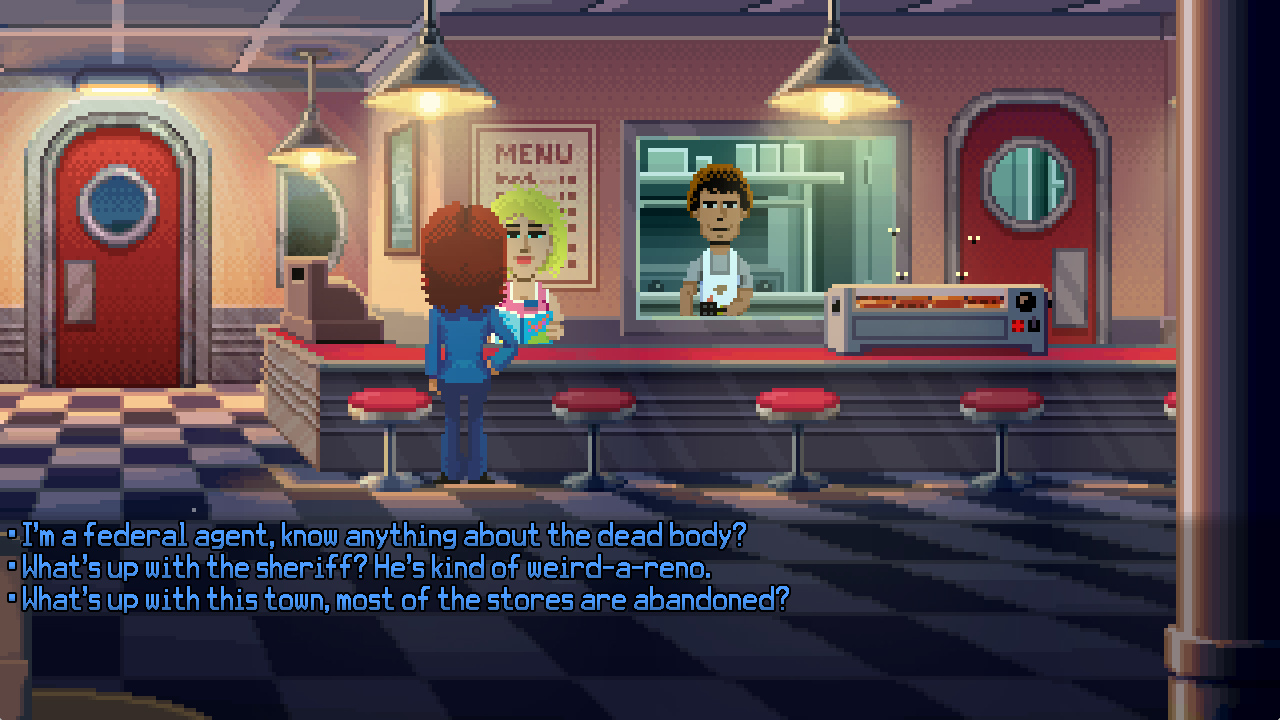 MENU
• I'm a federal agent, know anything about the dead body?
• What's up with the sheriff? He's kind of weird-a-reno.
• What's up with this town, most of the stores are abandoned?